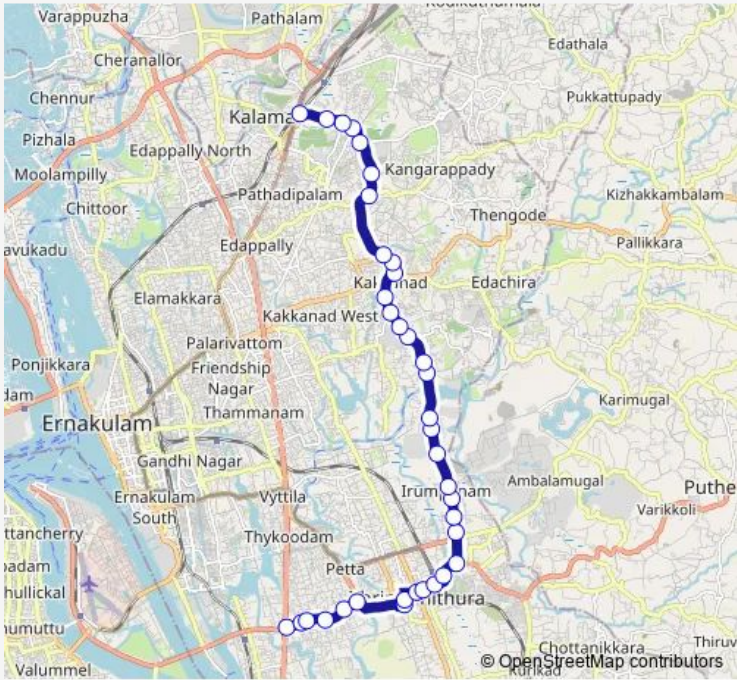 Varappuzha
Pathalam
Edathala
Cheranallor
Chennur
Pukkattupady
Pizhala
Edappally North
Moolampilly
Kangarappady
Pathadipalam
Kizhakkambalam
Chittoor
Thengode
Edappally
Pallikkara
Edachira
Elamakkara
Kakkanad West
Palarivattom
Ponjikkara
Friendship
Nagar
Thammanam
Karimugal
Ernakulam
Gandhi Nagar
Ambalamugal
Ernakulam
South
Vyttila
Puthe
Varikkoli
Thykoodam
Petta
Chottanikkara
Thiruv
Valummel
© OpenStreetMap contributors